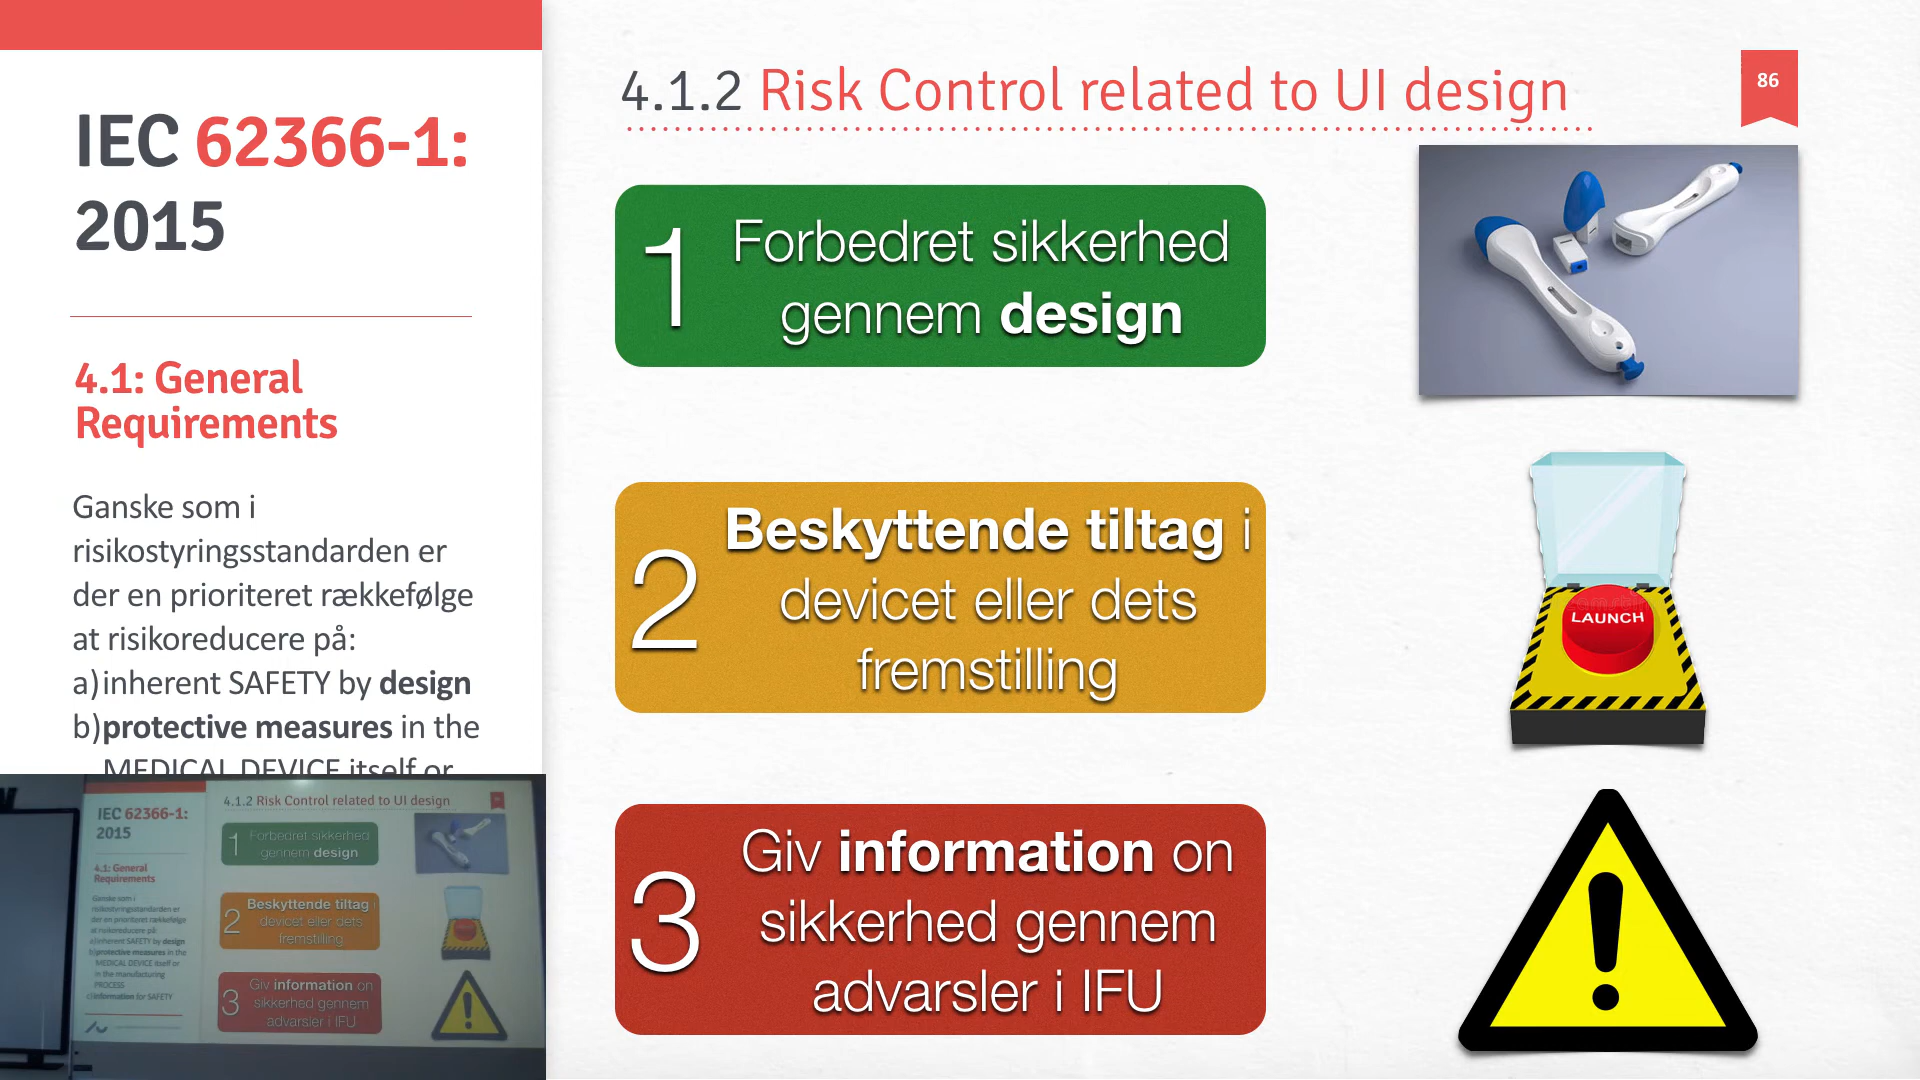 IEC 62366-1:
2015
4.1: General
Requirements
Ganske som i
risikostyringsstandarden er
der en prioriteret rækkefølge
at risikoreducere på:
a) inherent SAFETY by design
b) protective measures in the
MEDICAL DEVICE itself or
4.1.2 Risk Control related to UI design
86
1
Forbedret sikkerhed
gennem design
2
Beskyttende tiltag i
devicet eller dets
fremstilling
LAUNCH
3
Giv information on
sikkerhed gennem
advarsler i IFU
IEC 62366-1:
2015
4.1: General
Requirements
Ganske som i
risikostyringsstandarden er
der en prioriteret rækkefølge
at risikoreducere på:
a) inherent SAFETY by design
b) protective measures in the
MEDICAL DEVICE itself or
in the manufacturing
PROCESS
c) information for SAFETY
4.1.2 Risk Control related to UI design
1
Forbedret sikkerhed
gennem design
2
Beskyttende tiltag i
devicet eller dets
fremstilling
3
Giv information on
sikkerhed gennem
advarsler i IFU